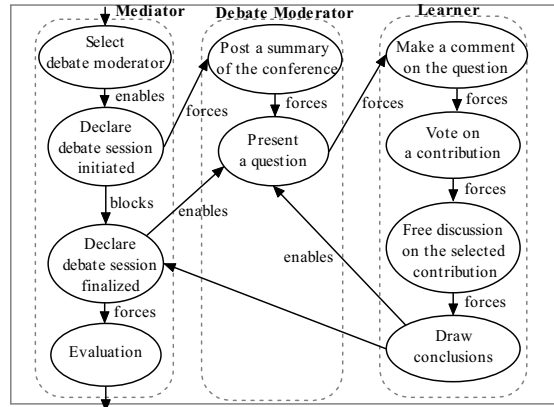 Mediator
Debate Moderator
Learner
Select
debate moderator
enables
Declare
debate session
initiated
blocks
Declare
debate session
finalized
forces
Evaluation
forces
Post a summary
of the conference
forces
Present
a question
enables
forces
enables
Make a comment
on the question
forces
Vote on
a contribution
forces
Free discussion
on the selected
contribution
forces
Draw
conclusions